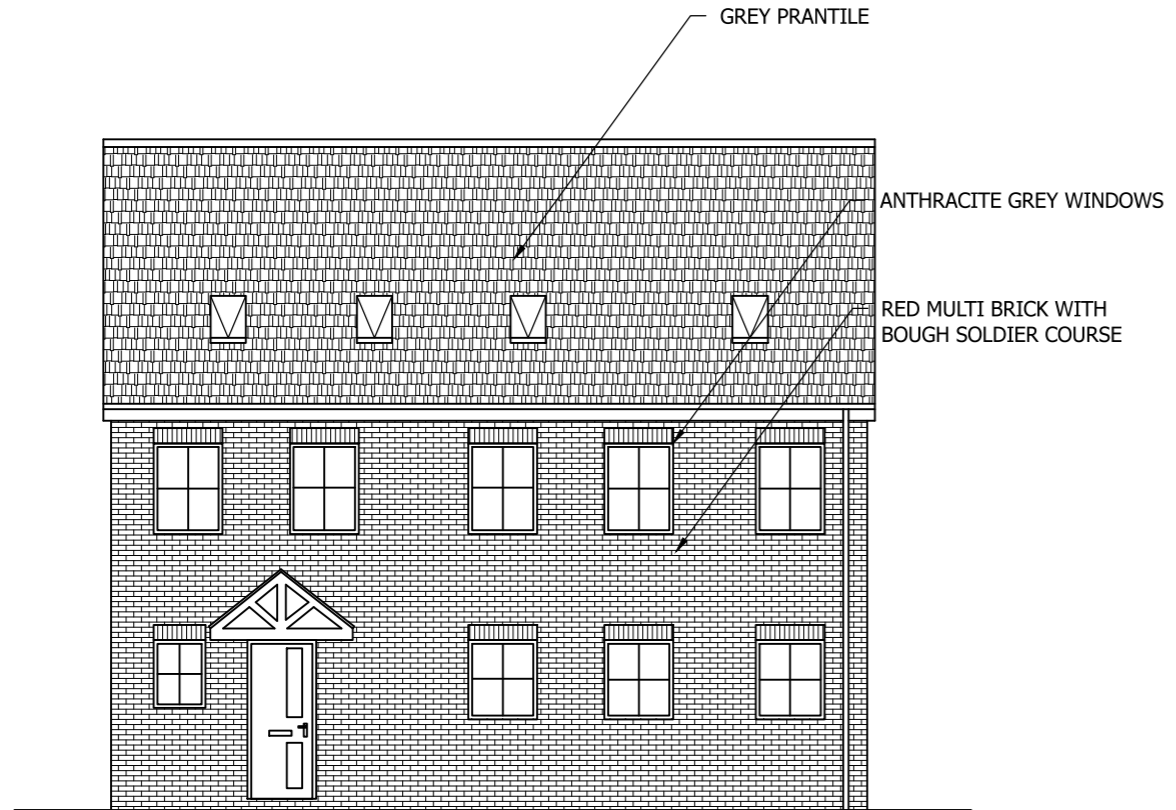 GREY PRANTILE
ANTHRACITE GREY WINDOWS
RED MULTI BRICK WITH
BOUGH SOLDIER COURSE